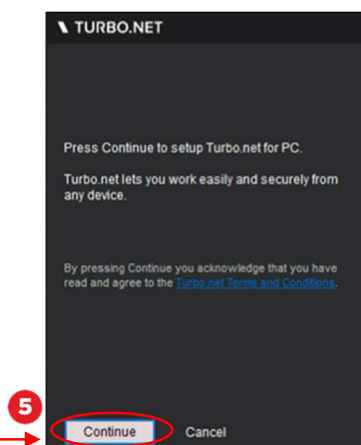 TURBO.NET
Press Continue to setup Turbo.net for PC.
Turbo.net lets you work easily and securely from
any device.
By pressing Continue you acknowledge that you have
read and agree to the Turbo.net Terms and Conditions.
5
Continue Cancel